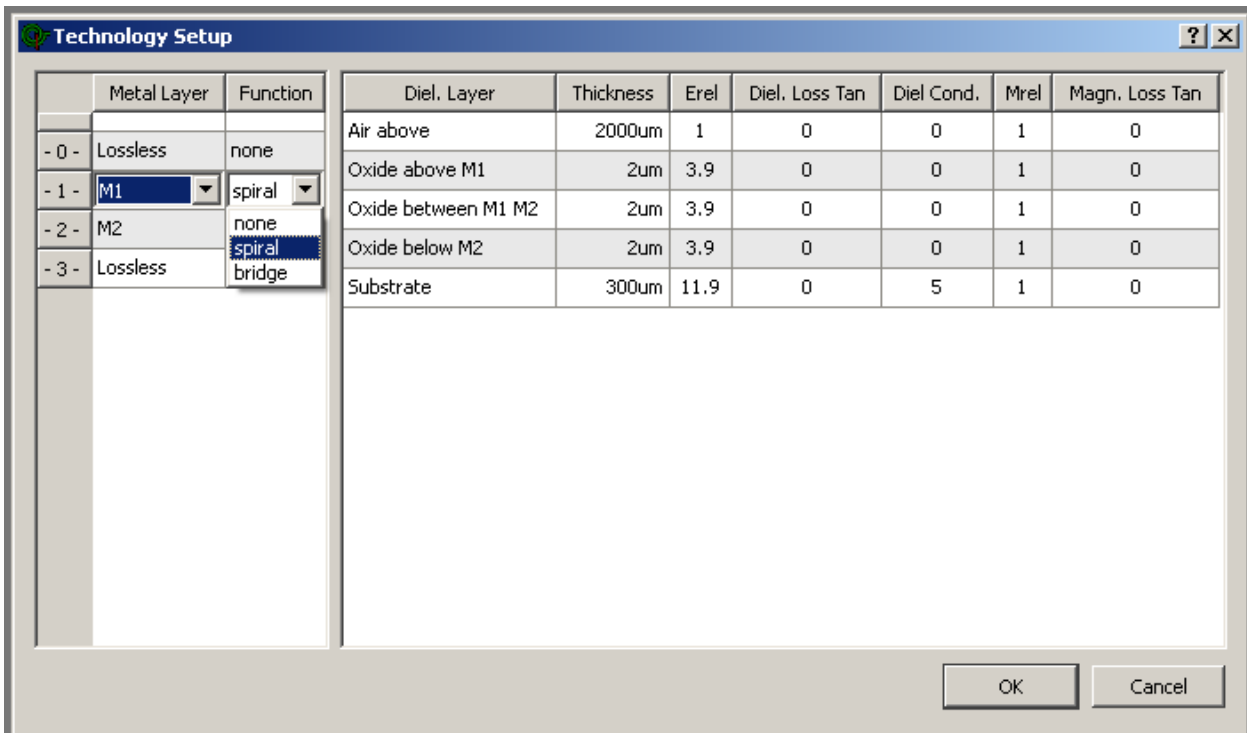 Technology Setup
Metal Layer Function
- 0 - Lossless none
- 1 - M1 spiral
- 2 - M2
- 3 - Lossless
none
spiral
bridge
Diel. Layer Thickness Erel Diel. Loss Tan Diel Cond. Mrel Magn. Loss Tan
Air above 2000um 1 0 0 1 0
Oxide above M1 2um 3.9 0 0 1 0
Oxide between M1 M2 2um 3.9 0 0 1 0
Oxide below M2 2um 3.9 0 0 1 0
Substrate 300um 11.9 0 5 1 0
OK Cancel